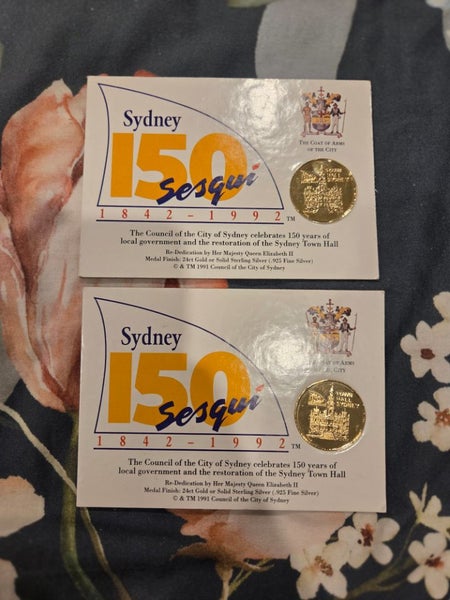 Sydney
150
Sesqui
1842-1992 TM
THE COAT OF ARMS
OF THE CITY
TOWN
HALL
SYDNEY
The Council of the City of Sydney celebrates 150 years of
local government and the restoration of the Sydney Town Hall
Re-Dedication by Her Majesty Queen Elizabeth II
Medal Finish: 24ct Gold or Solid Sterling Silver (.925 Fine Silver)
© & TM 1991 Council of the City of Sydney
Sydney
150
Sesqui
1842-1992 TM
OF ARMS
CITY
TOWN
HALL
SYDNEY
The Council of the City of Sydney celebrates 150 years of
local government and the restoration of the Sydney Town Hall
Re-Dedication by Her Majesty Queen Elizabeth II
Medal Finish: 24ct Gold or Solid Sterling Silver (.925 Fine Silver)
© & TM 1991 Council of the City of Sydney